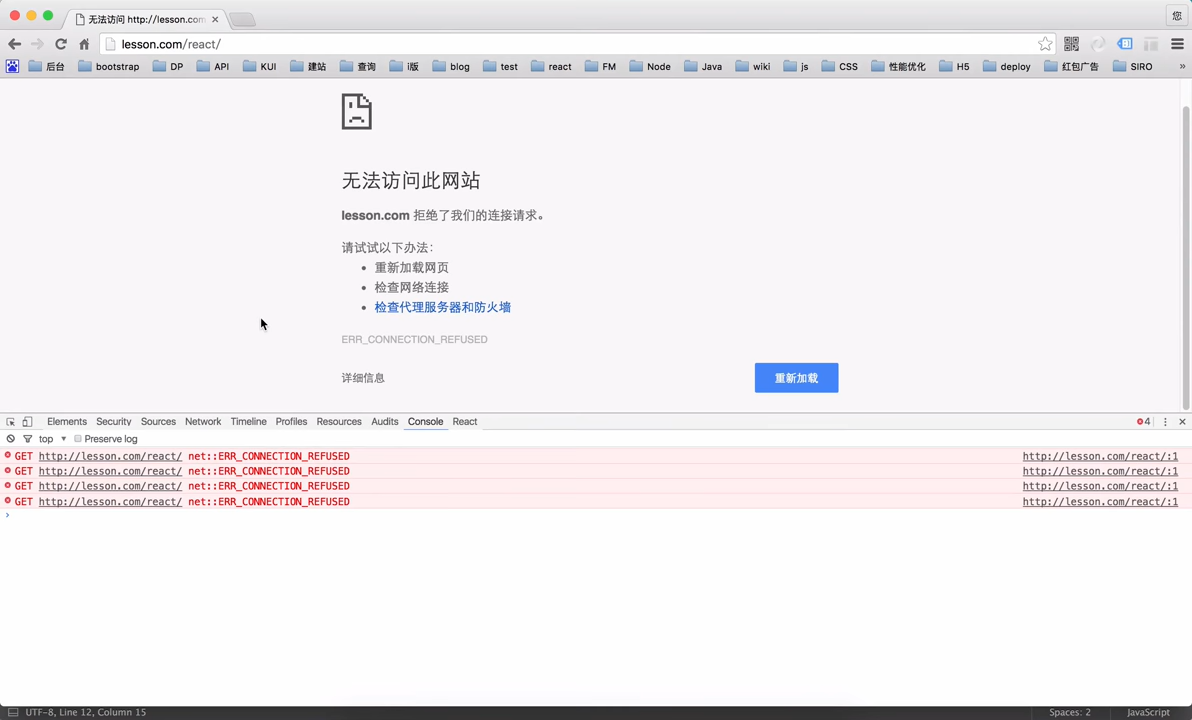 无法访问 http://lesson.com
您
lesson.com/react/
后台 bootstrap DP API KUI 建站 查询 i版 blog test react FM Node Java wiki js CSS 性能优化 H5 deploy 红包广告 SIRO »
无法访问此网站
lesson.com 拒绝了我们的连接请求。
请试试以下办法：
重新加载网页
检查网络连接
检查代理服务器和防火墙
ERR_CONNECTION_REFUSED
详细信息 重新加载
Elements Security Sources Network Timeline Profiles Resources Audits Console React 4
top Preserve log
GET http://lesson.com/react/ net::ERR_CONNECTION_REFUSED http://lesson.com/react/:1
GET http://lesson.com/react/ net::ERR_CONNECTION_REFUSED http://lesson.com/react/:1
GET http://lesson.com/react/ net::ERR_CONNECTION_REFUSED http://lesson.com/react/:1
GET http://lesson.com/react/ net::ERR_CONNECTION_REFUSED http://lesson.com/react/:1
UTF-8, Line 12, Column 15 Spaces: 2 JavaScript